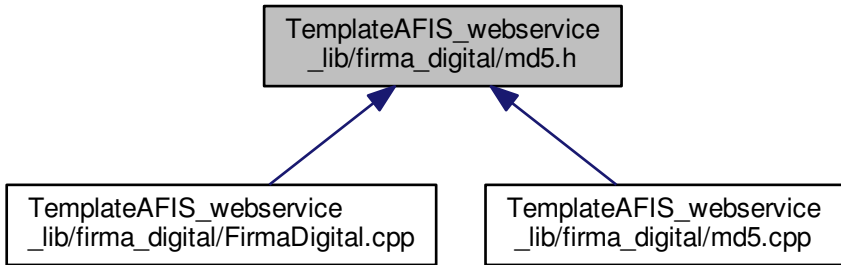 TemplateAFIS_webservice
_lib/firma_digital/md5.h
TemplateAFIS_webservice
_lib/firma_digital/FirmaDigital.cpp
TemplateAFIS_webservice
_lib/firma_digital/md5.cpp